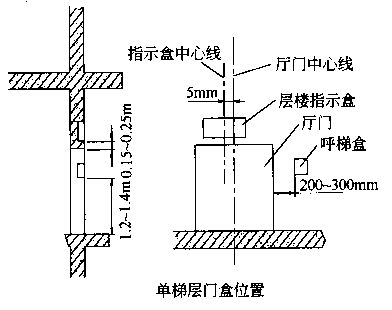 指示盒中心线
厅门中心线
5mm
层楼指示盒
厅门
呼梯盒
200~300mm
0.15~0.25m
1.2~1.4m
单梯层门盒位置